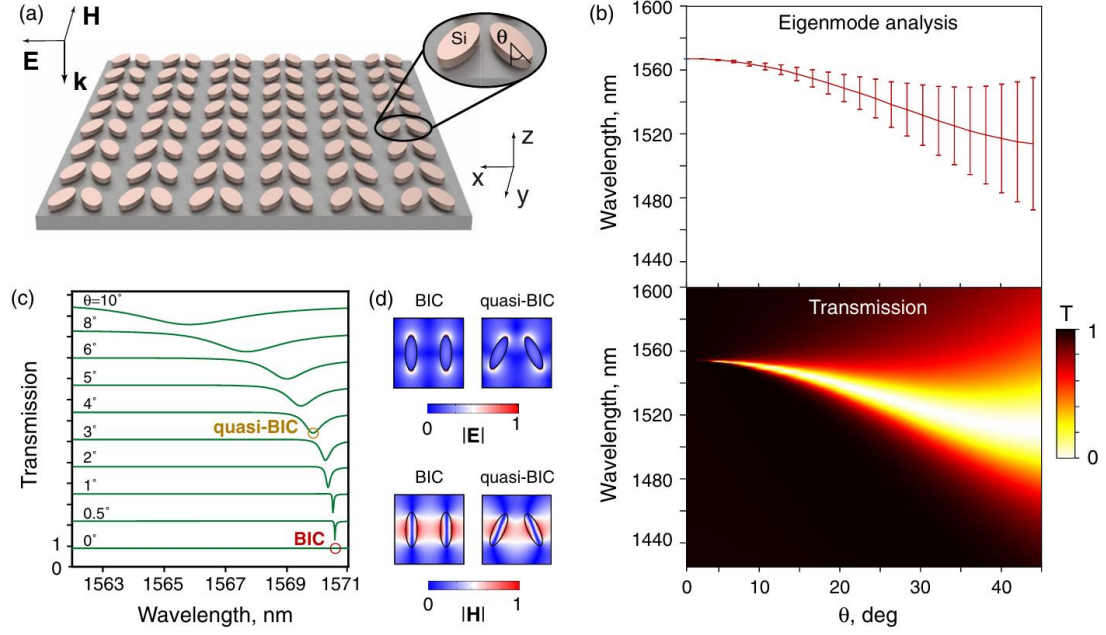 (a)
H
E
k
Si
θ
z
x
y
(b)
Eigenmode analysis
Wavelength, nm
1600
1560
1520
1480
1440
Transmission
Wavelength, nm
1600
1560
1520
1480
1440
0
10
20
30
40
θ, deg
T
1
0
(c)
θ=10°
8°
6°
5°
4°
3°
2°
1°
0.5°
0°
quasi-BIC
BIC
Transmission
1
0
1563
1565
1567
1569
1571
Wavelength, nm
(d)
BIC
quasi-BIC
0
1
|E|
BIC
quasi-BIC
0
1
|H|